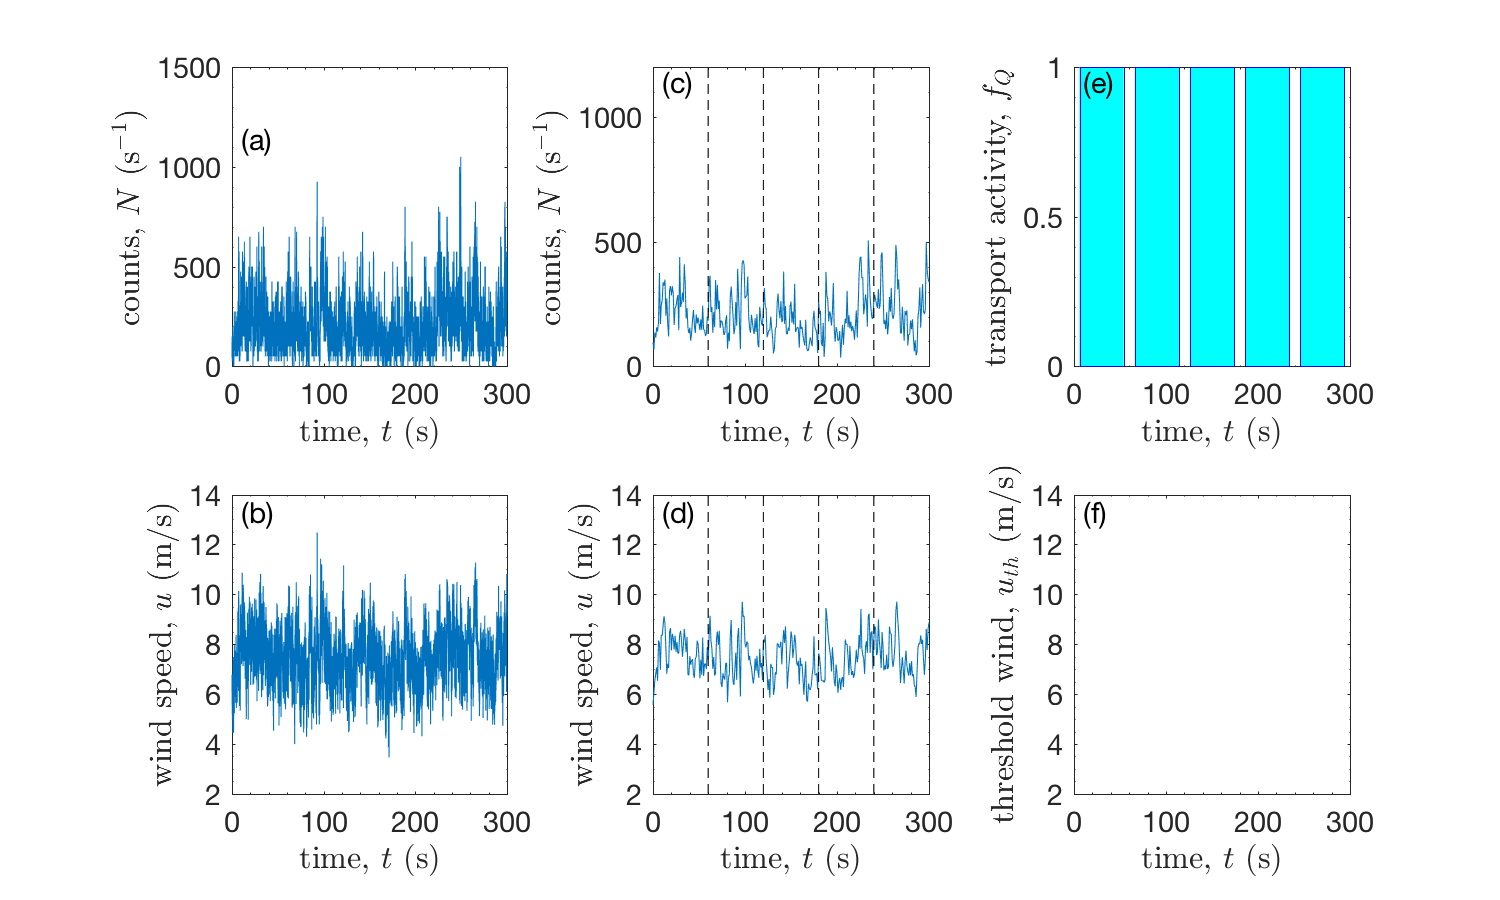 (a)
counts, N (s⁻¹)
1500
1000
500
0
0 100 200 300
time, t (s)
(c)
counts, N (s⁻¹)
1000
500
0
0 100 200 300
time, t (s)
(e)
transport activity, f_Q
1
0.5
0
0 100 200 300
time, t (s)
(b)
wind speed, u (m/s)
14
12
10
8
6
4
2
0 100 200 300
time, t (s)
(d)
wind speed, u (m/s)
14
12
10
8
6
4
2
0 100 200 300
time, t (s)
(f)
threshold wind, u_th (m/s)
14
12
10
8
6
4
2
0 100 200 300
time, t (s)